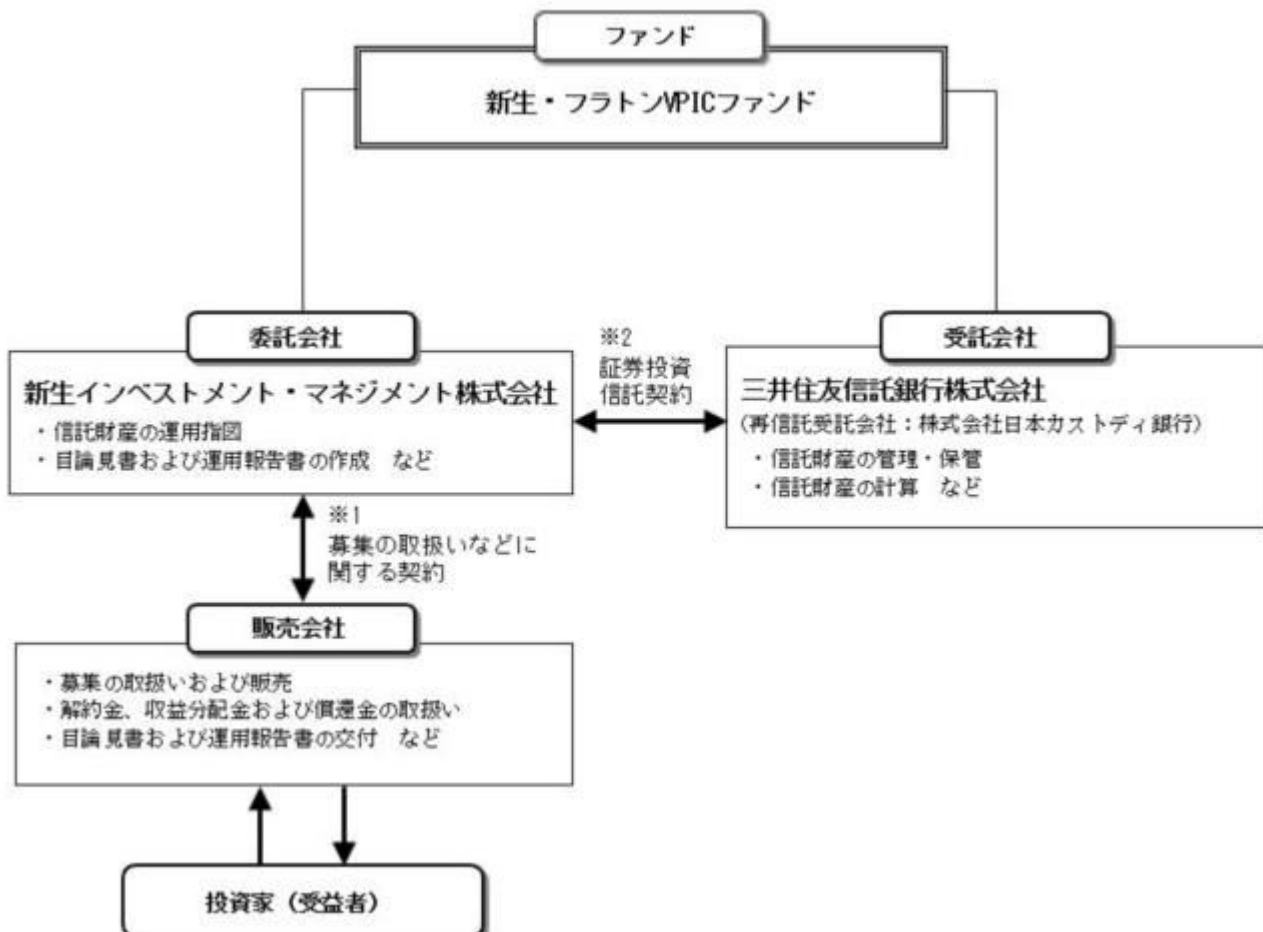 ファンド
新生・フラトンVPICファンド
委託会社
新生インベストメント・マネジメント株式会社
・信託財産の運用指図
・目論見書および運用報告書の作成　など
※2
証券投資
信託契約
受託会社
三井住友信託銀行株式会社
(再信託受託会社：株式会社日本カストディ銀行)
・信託財産の管理・保管
・信託財産の計算　など
※1
募集の取扱いなどに
関する契約
販売会社
・募集の取扱いおよび販売
・解約金、収益分配金および償還金の取扱い
・目論見書および運用報告書の交付　など
投資家（受益者）